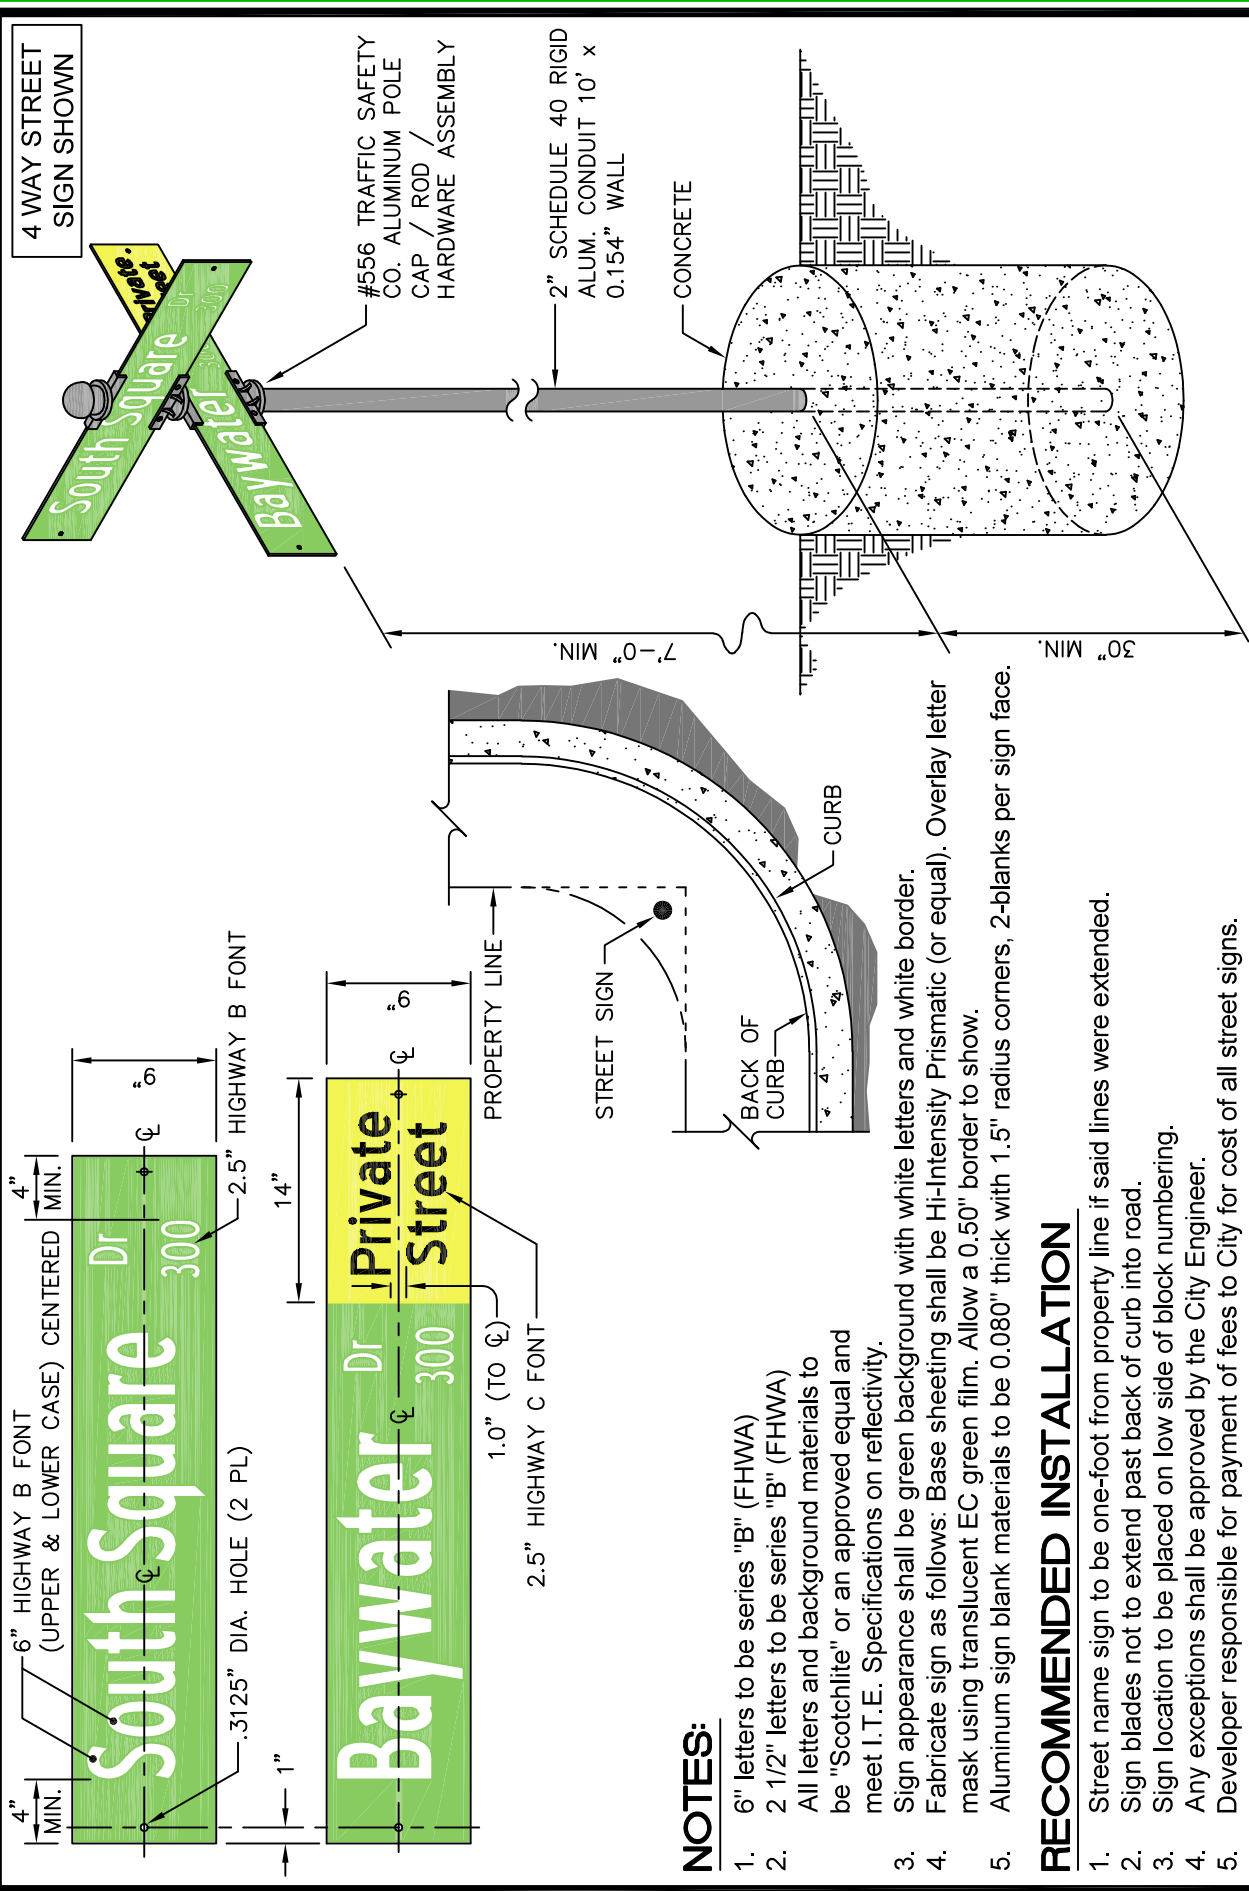 6" HIGHWAY B FONT
(UPPER & LOWER CASE) CENTERED
4"
MIN.
4"
MIN.
South Square
Dr
300
℄
℄
9"
.3125" DIA. HOLE (2 PL)
2.5" HIGHWAY B FONT
1"
14"
Baywater
Dr
300
Private
Street
℄
℄
9"
1.0" (TO ℄)
2.5" HIGHWAY C FONT
4 WAY STREET
SIGN SHOWN
South Square
Dr
300
Baywater
Private
#556 TRAFFIC SAFETY
CO. ALUMINUM POLE
CAP / ROD /
HARDWARE ASSEMBLY
2" SCHEDULE 40 RIGID
ALUM. CONDUIT 10' x
0.154" WALL
CONCRETE
7'-0" MIN.
30" MIN.
PROPERTY LINE
STREET SIGN
BACK OF
CURB
CURB
NOTES:
1. 6" letters to be series "B" (FHWA)
2. 2 1/2" letters to be series "B" (FHWA)
All letters and background materials to
be "Scotchlite" or an approved equal and
meet I.T.E. Specifications on reflectivity.
3. Sign appearance shall be green background with white letters and white border.
4. Fabricate sign as follows: Base sheeting shall be Hi-Intensity Prismatic (or equal). Overlay letter
mask using translucent EC green film. Allow a 0.50" border to show.
5. Aluminum sign blank materials to be 0.080" thick with 1.5" radius corners, 2-blanks per sign face.
RECOMMENDED INSTALLATION
1. Street name sign to be one-foot from property line if said lines were extended.
2. Sign blades not to extend past back of curb into road.
3. Sign location to be placed on low side of block numbering.
4. Any exceptions shall be approved by the City Engineer.
5. Developer responsible for payment of fees to City for cost of all street signs.